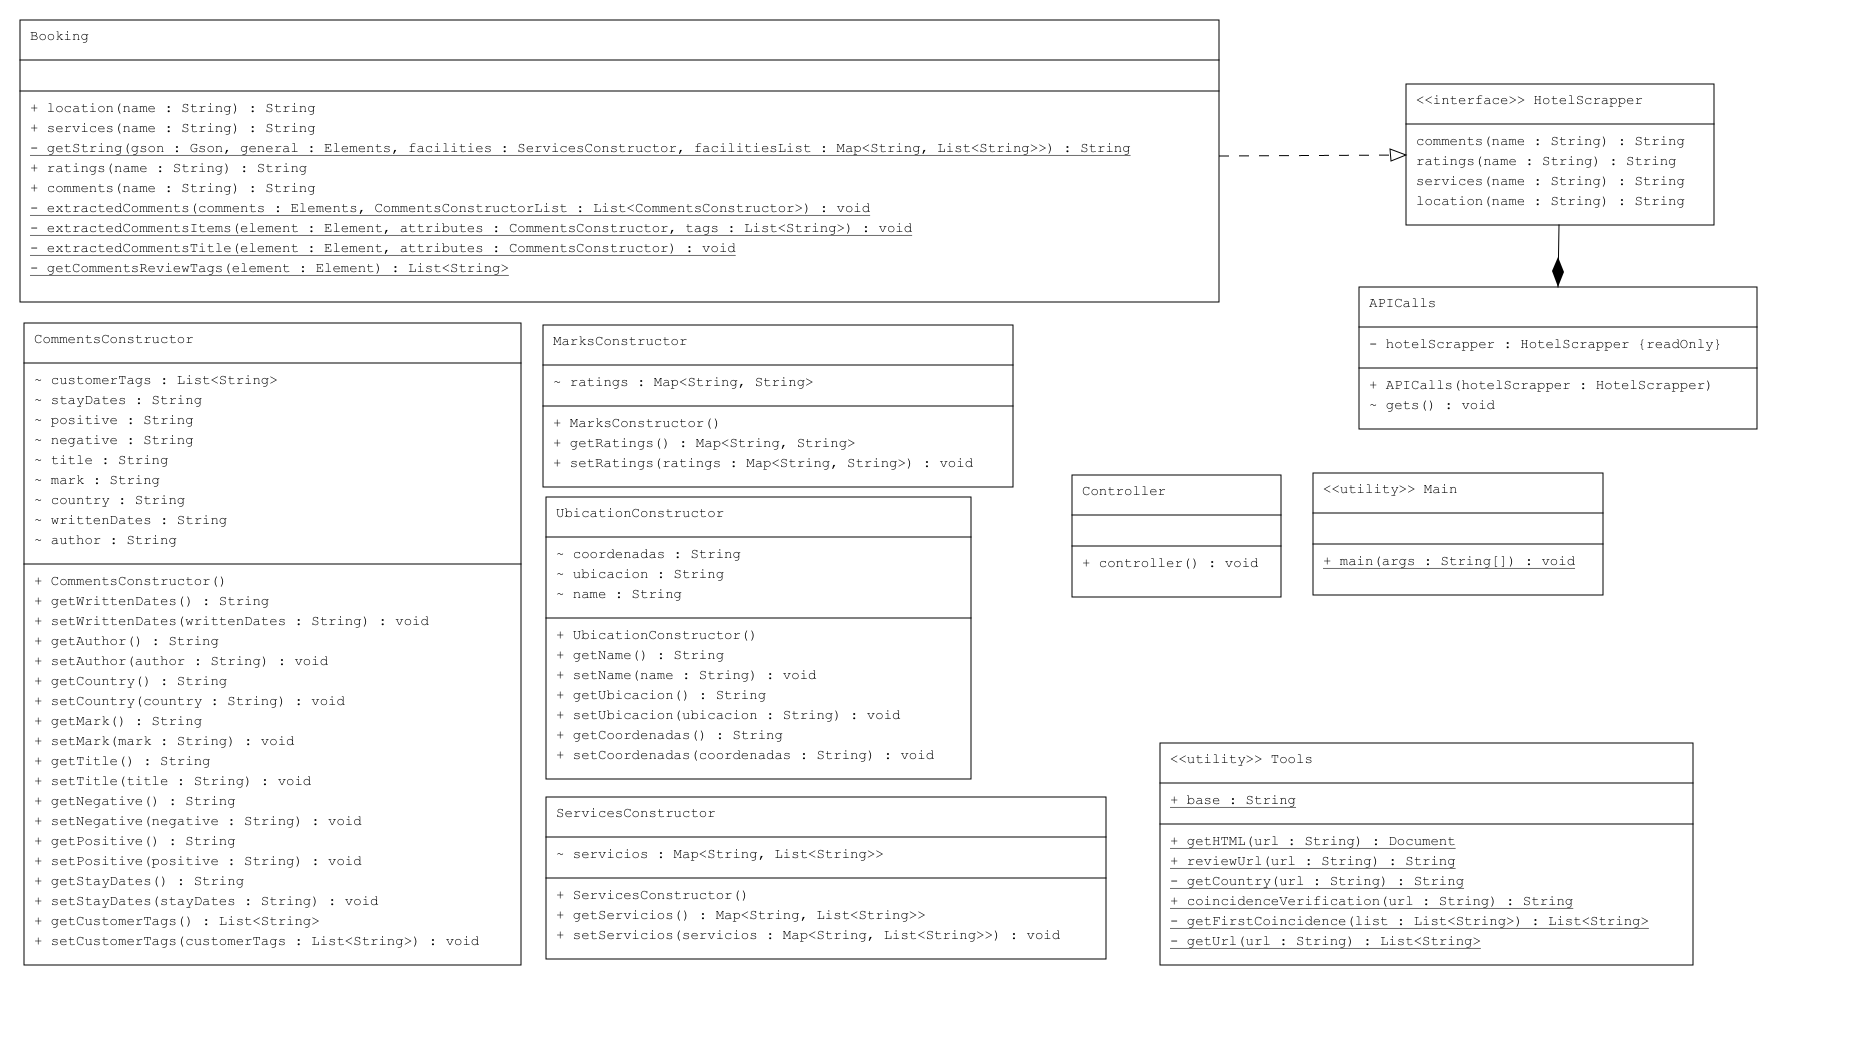 Booking
+ location(name : String) : String
+ services(name : String) : String
- getString(gson : Gson, general : Elements, facilities : ServicesConstructor, facilitiesList : Map<String, List<String>>) : String
+ ratings(name : String) : String
+ comments(name : String) : String
- extractedComments(comments : Elements, CommentsConstructorList : List<CommentsConstructor>) : void
- extractedCommentsItems(element : Element, attributes : CommentsConstructor, tags : List<String>) : void
- extractedCommentsTitle(element : Element, attributes : CommentsConstructor) : void
- getCommentsReviewTags(element : Element) : List<String>
<<interface>> HotelScrapper
comments(name : String) : String
ratings(name : String) : String
services(name : String) : String
location(name : String) : String
APICalls
- hotelScrapper : HotelScrapper {readOnly}
+ APICalls(hotelScrapper : HotelScrapper)
~ gets() : void
CommentsConstructor
~ customerTags : List<String>
~ stayDates : String
~ positive : String
~ negative : String
~ title : String
~ mark : String
~ country : String
~ writtenDates : String
~ author : String
+ CommentsConstructor()
+ getWrittenDates() : String
+ setWrittenDates(writtenDates : String) : void
+ getAuthor() : String
+ setAuthor(author : String) : void
+ getCountry() : String
+ setCountry(country : String) : void
+ getMark() : String
+ setMark(mark : String) : void
+ getTitle() : String
+ setTitle(title : String) : void
+ getNegative() : String
+ setNegative(negative : String) : void
+ getPositive() : String
+ setPositive(positive : String) : void
+ getStayDates() : String
+ setStayDates(stayDates : String) : void
+ getCustomerTags() : List<String>
+ setCustomerTags(customerTags : List<String>) : void
MarksConstructor
~ ratings : Map<String, String>
+ MarksConstructor()
+ getRatings() : Map<String, String>
+ setRatings(ratings : Map<String, String>) : void
UbicationConstructor
~ coordenadas : String
~ ubicacion : String
~ name : String
+ UbicationConstructor()
+ getName() : String
+ setName(name : String) : void
+ getUbicacion() : String
+ setUbicacion(ubicacion : String) : void
+ getCoordenadas() : String
+ setCoordenadas(coordenadas : String) : void
ServicesConstructor
~ servicios : Map<String, List<String>>
+ ServicesConstructor()
+ getServicios() : Map<String, List<String>>
+ setServicios(servicios : Map<String, List<String>>) : void
Controller
+ controller() : void
<<utility>> Main
+ main(args : String[]) : void
<<utility>> Tools
+ base : String
+ getHTML(url : String) : Document
+ reviewUrl(url : String) : String
- getCountry(url : String) : String
+ coincidenceVerification(url : String) : String
- getFirstCoincidence(list : List<String>) : List<String>
- getUrl(url : String) : List<String>